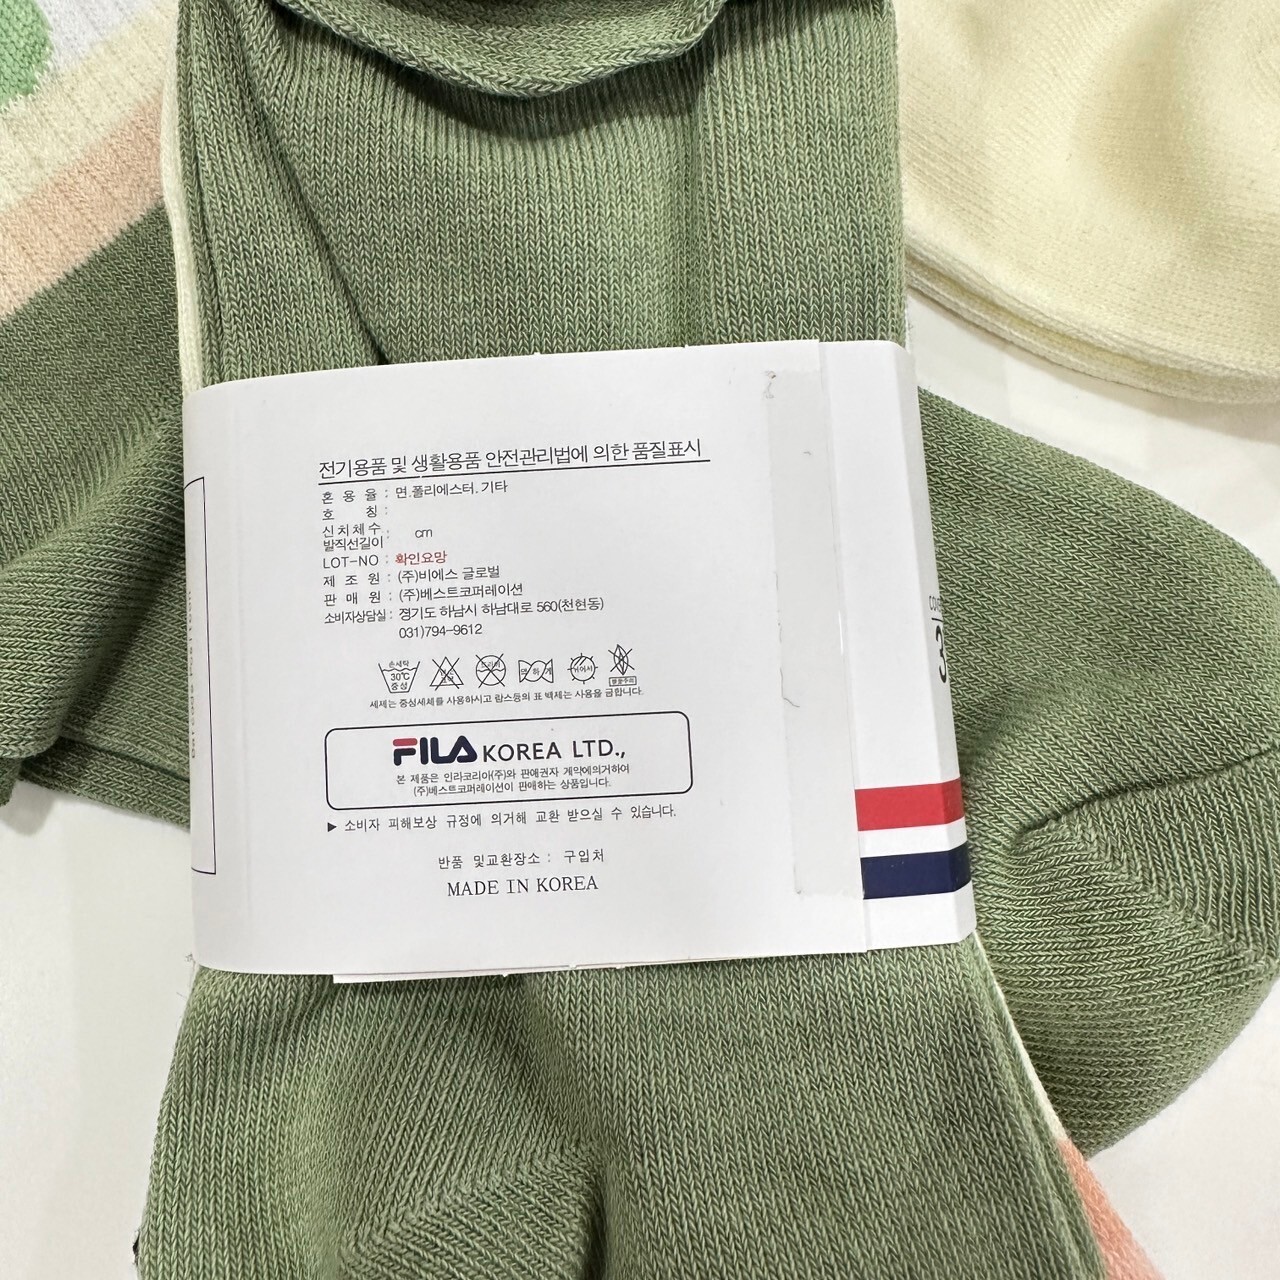 전기용품 및 생활용품 안전관리법에 의한 품질표시
혼 용 율 : 면.폴리에스터. 기타
호 칭 :
신치체수
발직선길이 : cm
LOT-NO : 확인요망
제 조 원 : (주)비에스 글로벌
판 매 원 : (주)베스트코퍼레이션
소비자상담실 : 경기도 하남시 하남대로 560(천현동)
031)794-9612
손세탁
30℃
중성
세제는 중성세제를 사용하시고 람스등의 표 백제는 사용을 금합니다.
FILA KOREA LTD.,
본 제품은 인라코리아(주)와 판매권자 계약에의거하여
(주)베스트코퍼레이션이 판매하는 상품입니다.
▶ 소비자 피해보상 규정에 의거해 교환 받으실 수 있습니다.
반품 및교환장소 : 구입처
MADE IN KOREA
3